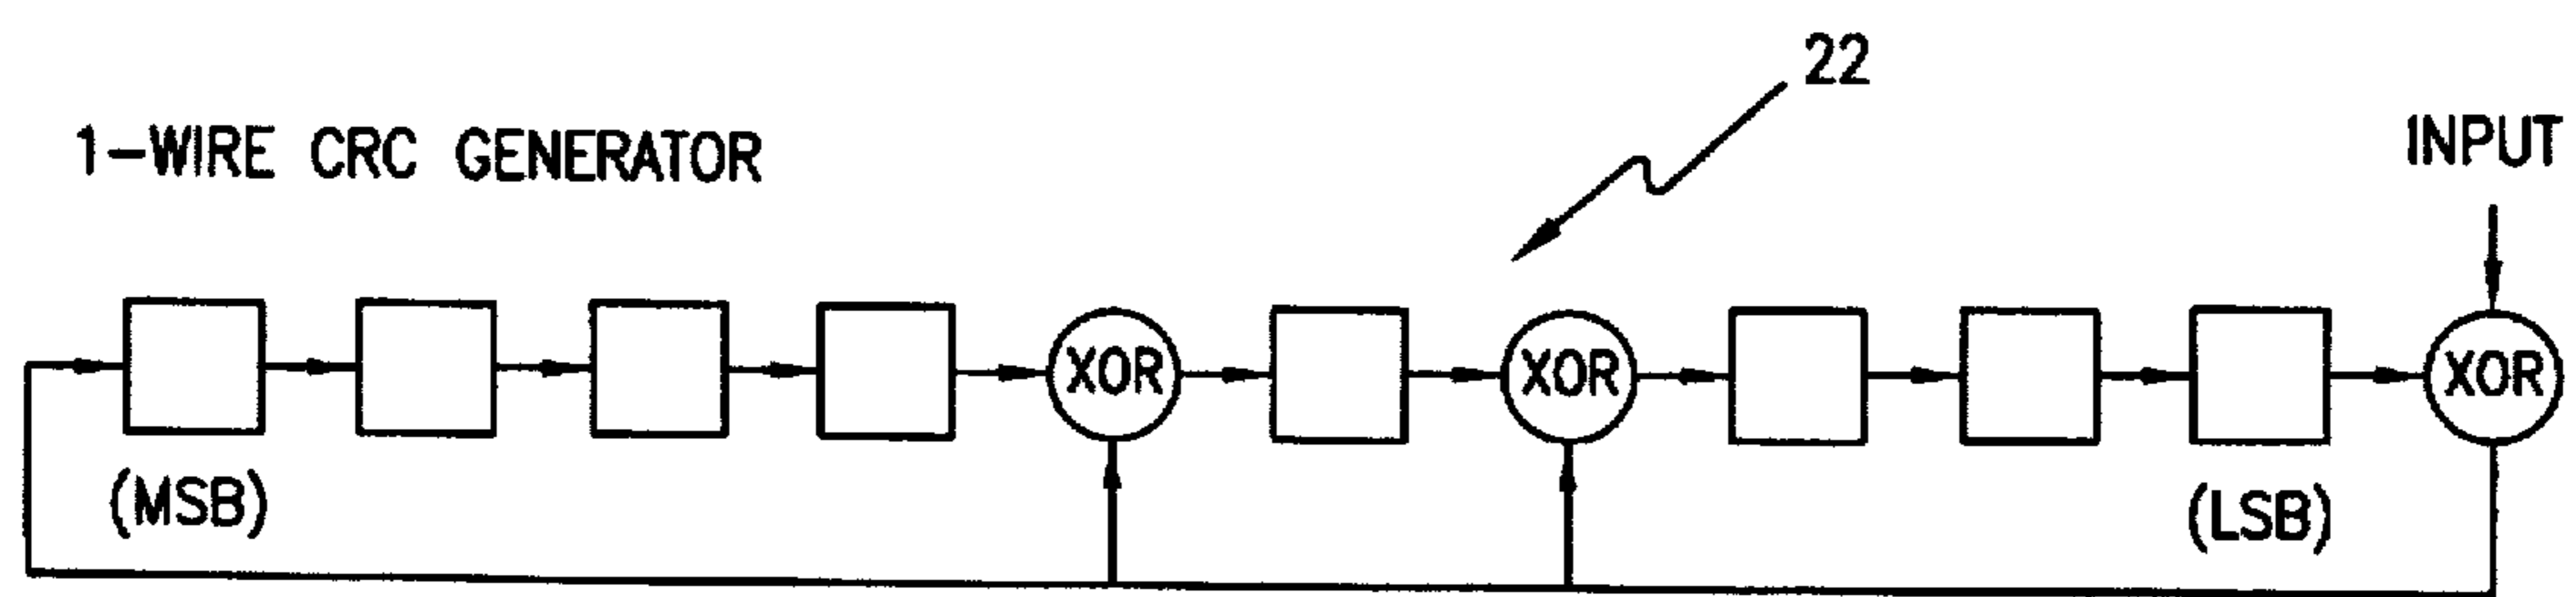 22
1-WIRE CRC GENERATOR
INPUT
XOR
XOR
XOR
(MSB)
(LSB)